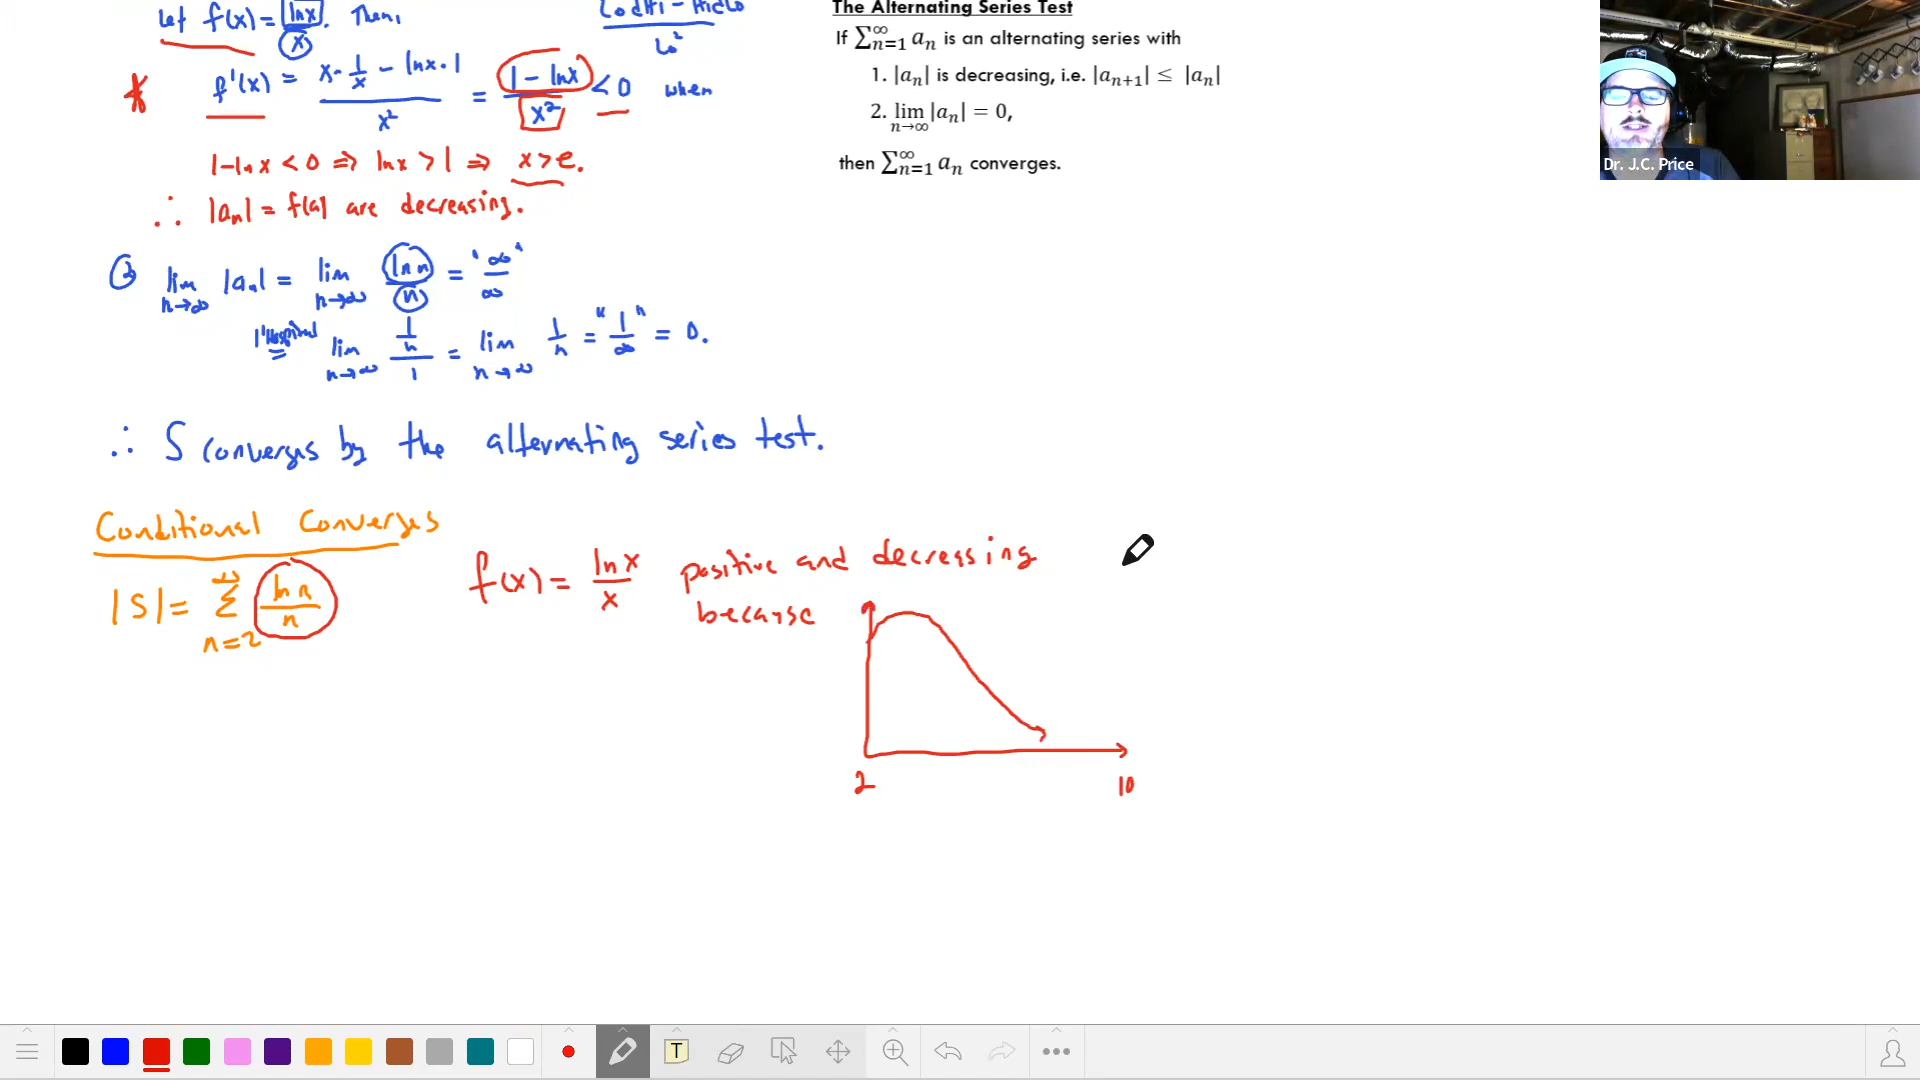 Let f(x) = ln x / x. Then,
LodHi - HidLo / Lo²
* f'(x) = x · 1/x - ln x · 1 / x² = 1 - ln x / x² < 0 when
1 - ln x < 0 ⇒ ln x > 1 ⇒ x > e.
∴ |aₙ| = f(n) are decreasing.
② lim n→∞ |aₙ| = lim n→∞ ln n / n = "∞/∞"
l'Hospital = lim n→∞ 1/n / 1 = lim n→∞ 1/n = "1/∞" = 0.
∴ S converges by the alternating series test.
Conditional Converges
|S| = ∑ n=2 ∞ ln n / n
f(x) = ln x / x positive and decreasing
because
2
10
The Alternating Series Test
If ∑ₙ₌₁^∞ aₙ is an alternating series with
1. |aₙ| is decreasing, i.e. |aₙ₊₁| ≤ |aₙ|
2. lim n→∞ |aₙ| = 0,
then ∑ₙ₌₁^∞ aₙ converges.
Dr. J.C. Price
T